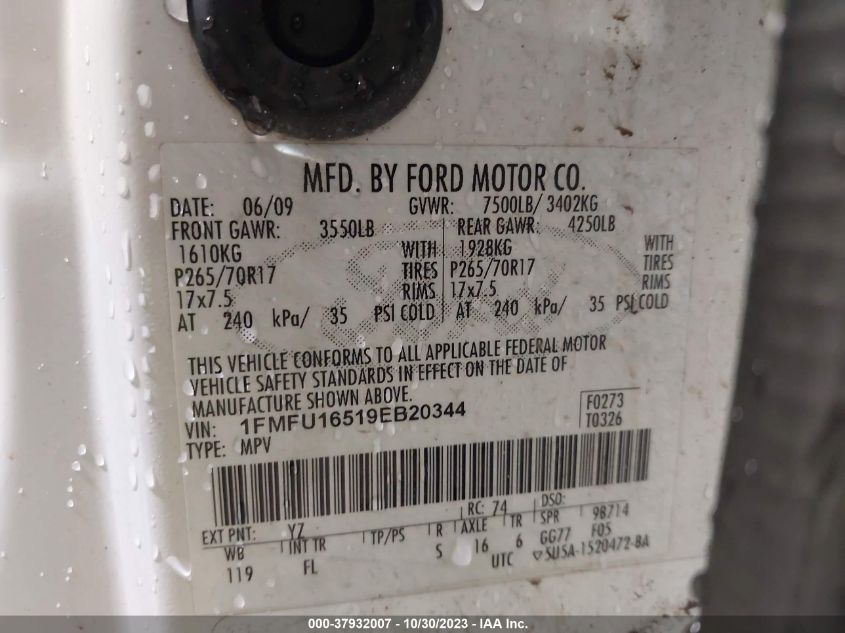 MFD. BY FORD MOTOR CO.
DATE: 06/09 GVWR: 7500LB/ 3402KG
FRONT GAWR: 3550LB REAR GAWR: 4250LB
1610KG WITH 1928KG WITH
P265/70R17 TIRES P265/70R17 TIRES
17x7.5 RIMS 17x7.5 RIMS
AT 240 kPa/ 35 PSI COLD AT 240 kPa/ 35 PSI COLD
THIS VEHICLE CONFORMS TO ALL APPLICABLE FEDERAL MOTOR
VEHICLE SAFETY STANDARDS IN EFFECT ON THE DATE OF
MANUFACTURE SHOWN ABOVE.
VIN: 1FMFU16519EB20344 F0273
TYPE: MPV T0326
EXT PNT: YZ RC: 74 DSO:
WB INT TR TP/PS R AXLE TR SPR 98714
119 FL S 16 6 GG77 F05
UTC 5U5A-1520472-BA
000-37932007 - 10/30/2023 - IAA Inc.